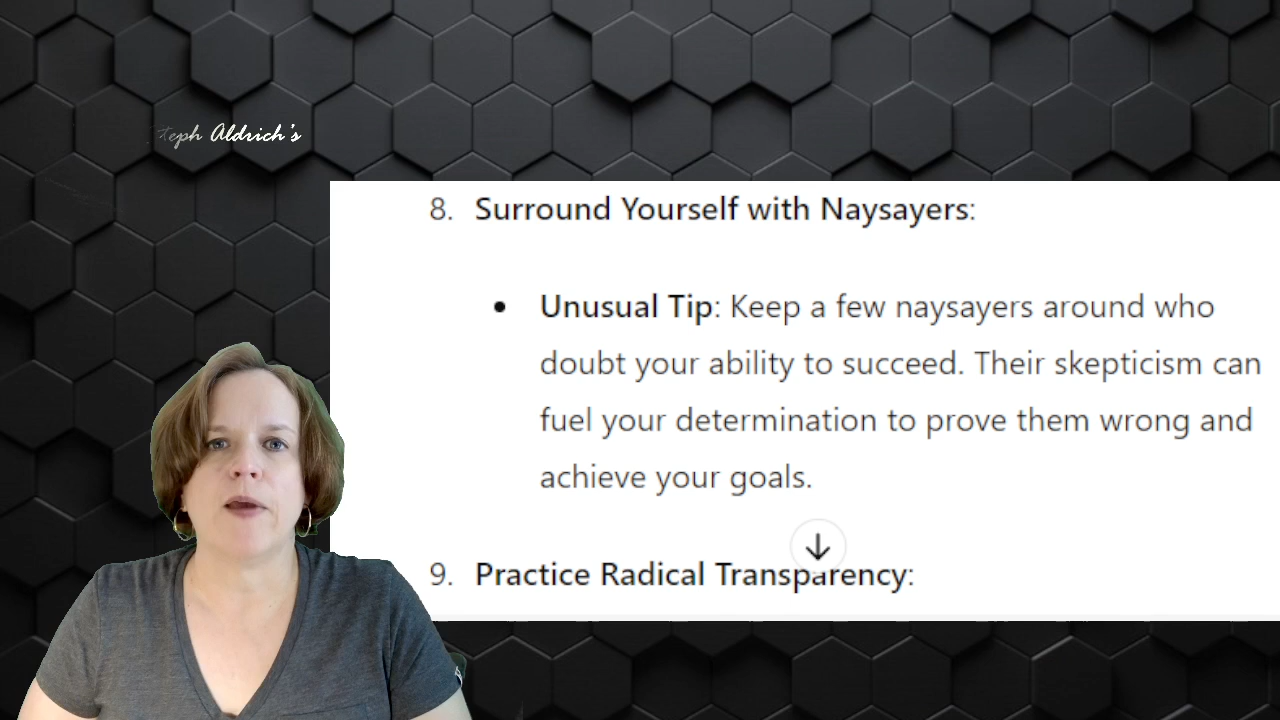 Aldrich's
8. Surround Yourself with Naysayers:
• Unusual Tip: Keep a few naysayers around who
doubt your ability to succeed. Their skepticism can
fuel your determination to prove them wrong and
achieve your goals.
9. Practice Radical Transparency: